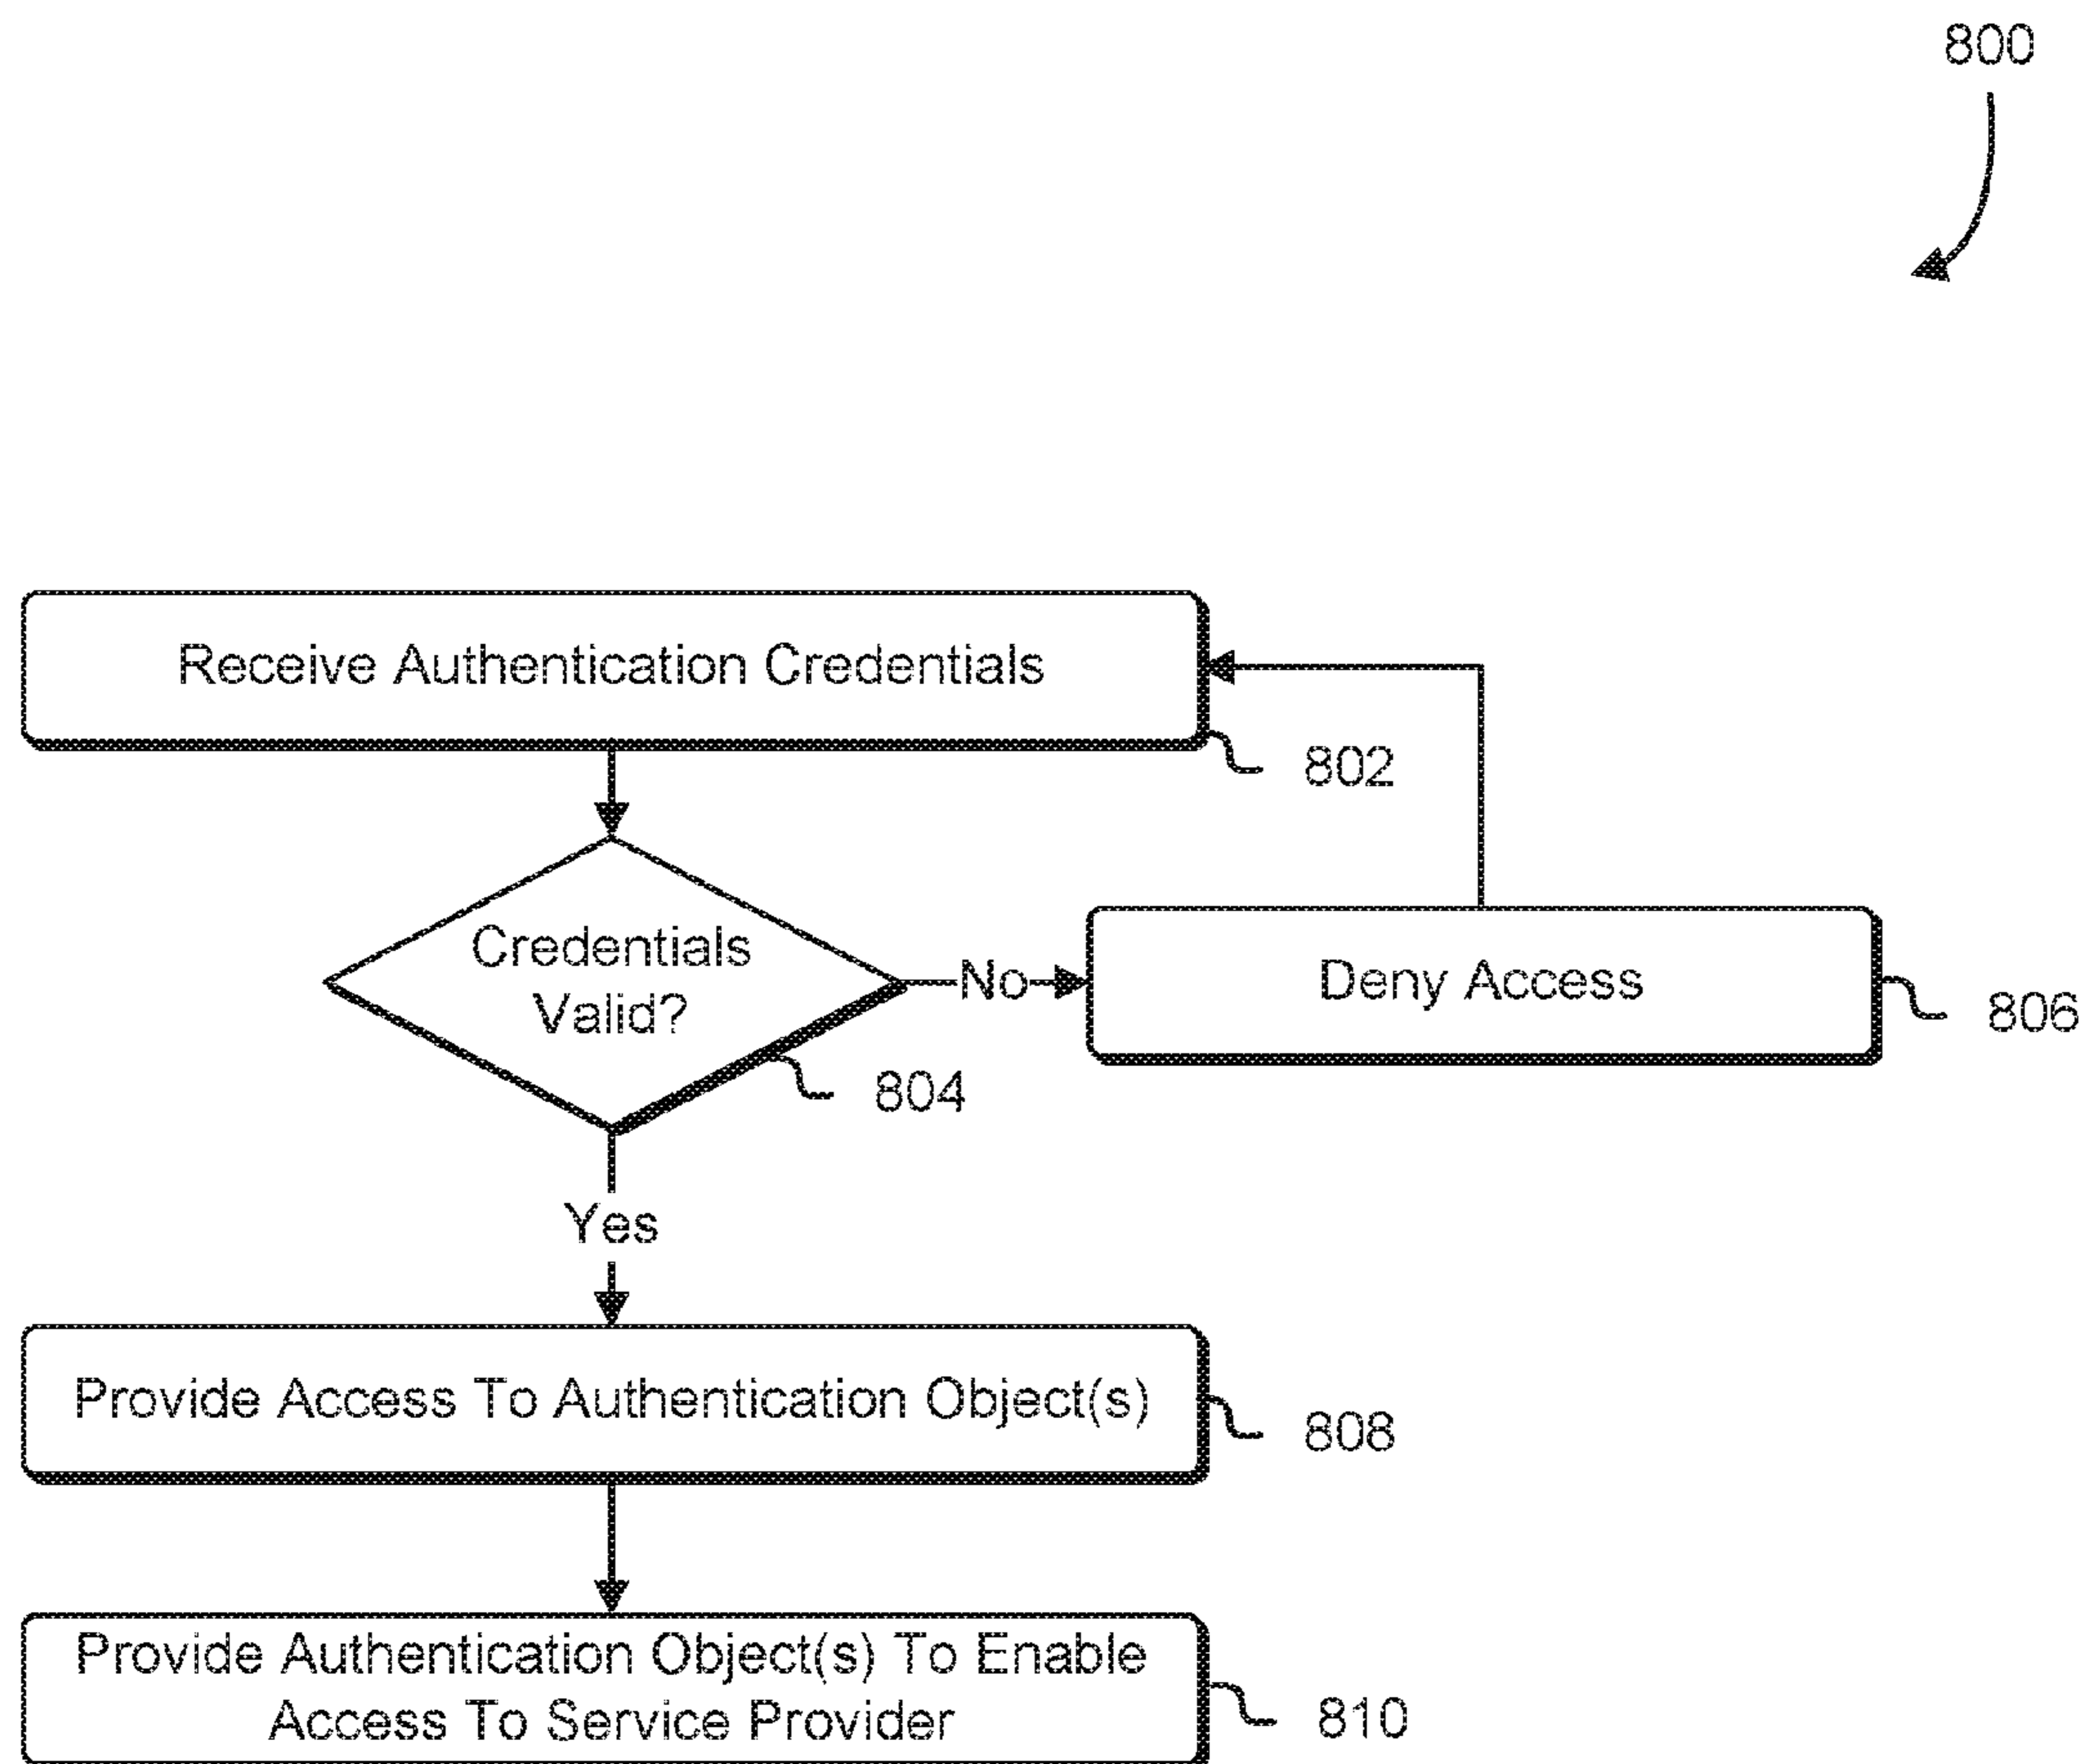 800
Receive Authentication Credentials
802
Credentials
Valid?
No
Deny Access
806
804
Yes
Provide Access To Authentication Object(s)
808
Provide Authentication Object(s) To Enable
Access To Service Provider
810